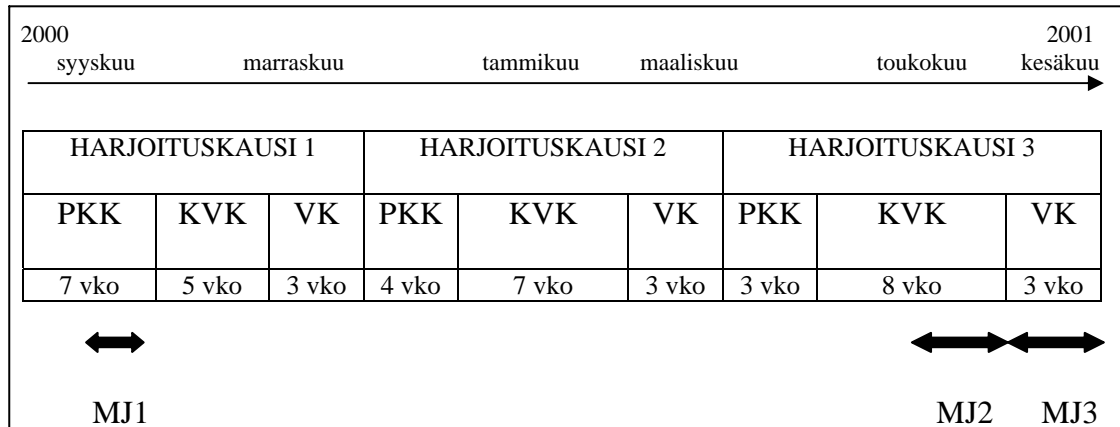 2000 2001
syyskuu marraskuu tammikuu maaliskuu toukokuu kesäkuu
HARJOITUSKAUSI 1 HARJOITUSKAUSI 2 HARJOITUSKAUSI 3
PKK KVK VK PKK KVK VK PKK KVK VK
7 vko 5 vko 3 vko 4 vko 7 vko 3 vko 3 vko 8 vko 3 vko
MJ1 MJ2 MJ3